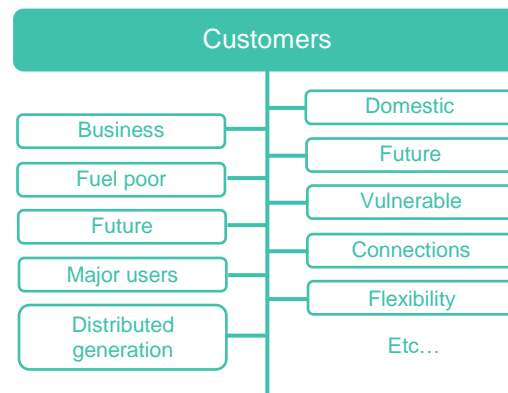 Customers
Business
Fuel poor
Future
Major users
Distributed
generation
Domestic
Future
Vulnerable
Connections
Flexibility
Etc…